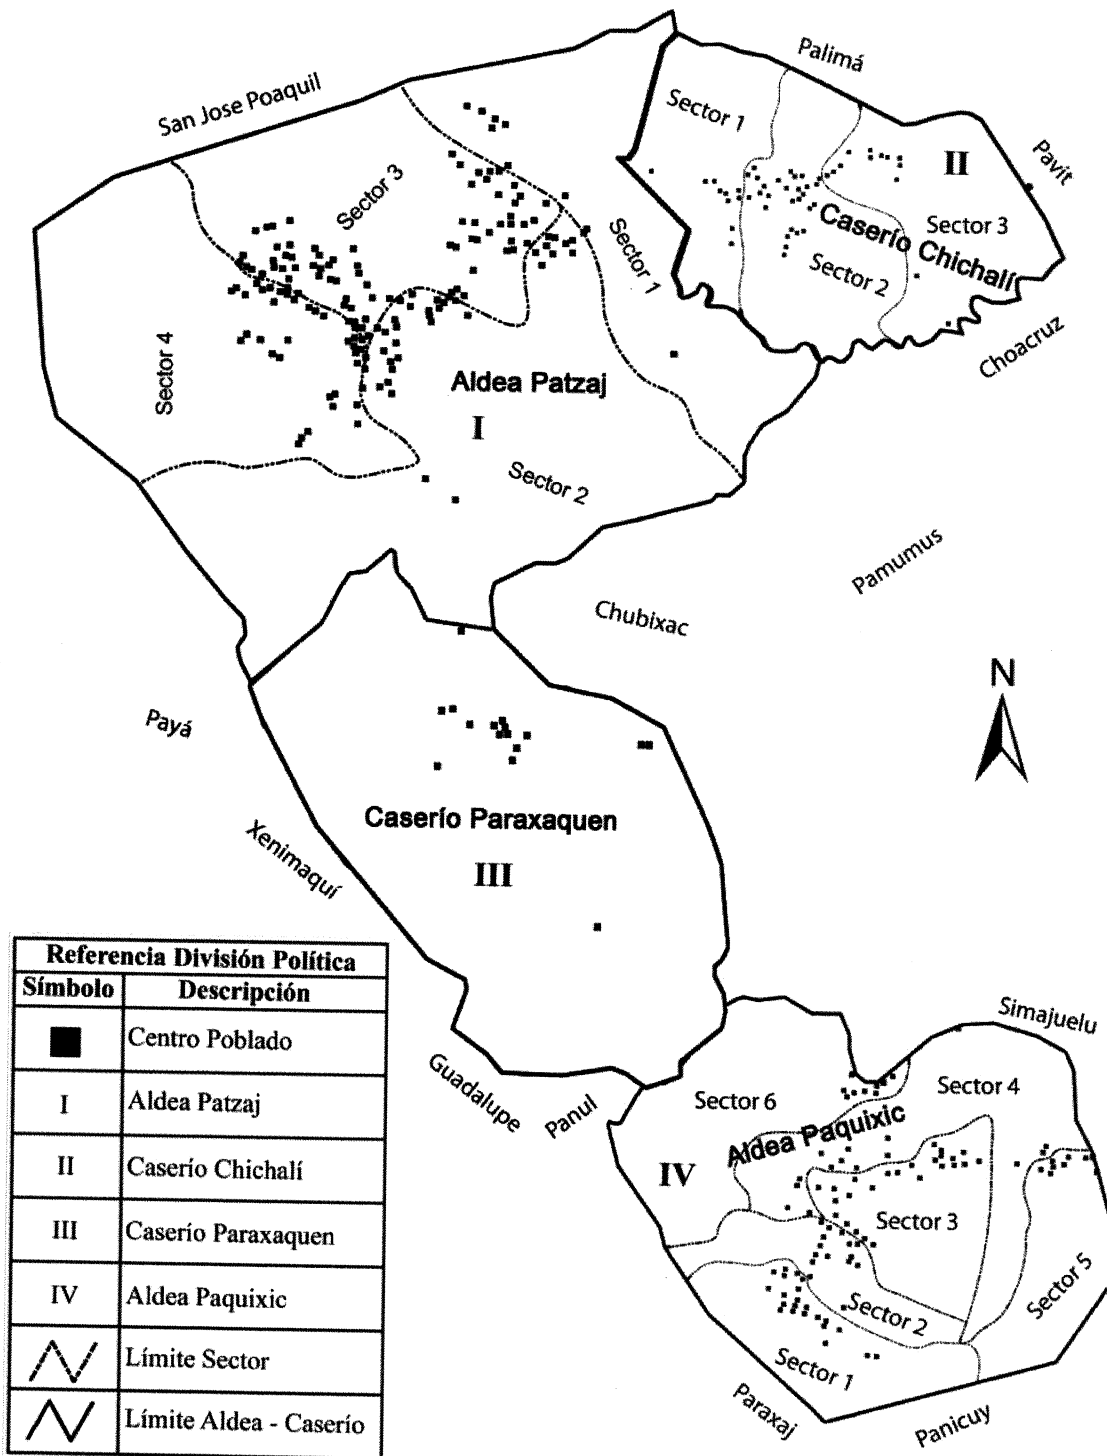 San Jose Poaquil
Palimá
Sector 1
II
Pavit
Sector 3
Caserío Chichalí
Sector 3
Sector 2
Sector 1
Choacruz
Sector 4
Aldea Patzaj
I
Sector 2
Pamumus
Chubixac
N
Payá
Caserío Paraxaquen
III
Xenimaquí
Referencia División Política
Símbolo Descripción
Centro Poblado
I Aldea Patzaj
II Caserío Chichalí
III Caserío Paraxaquen
IV Aldea Paquixic
Límite Sector
Límite Aldea - Caserío
Guadalupe
Panul
Simajuelu
Sector 6
Sector 4
Aldea Paquixic
IV
Sector 3
Sector 5
Sector 2
Sector 1
Paraxaj
Panicuy